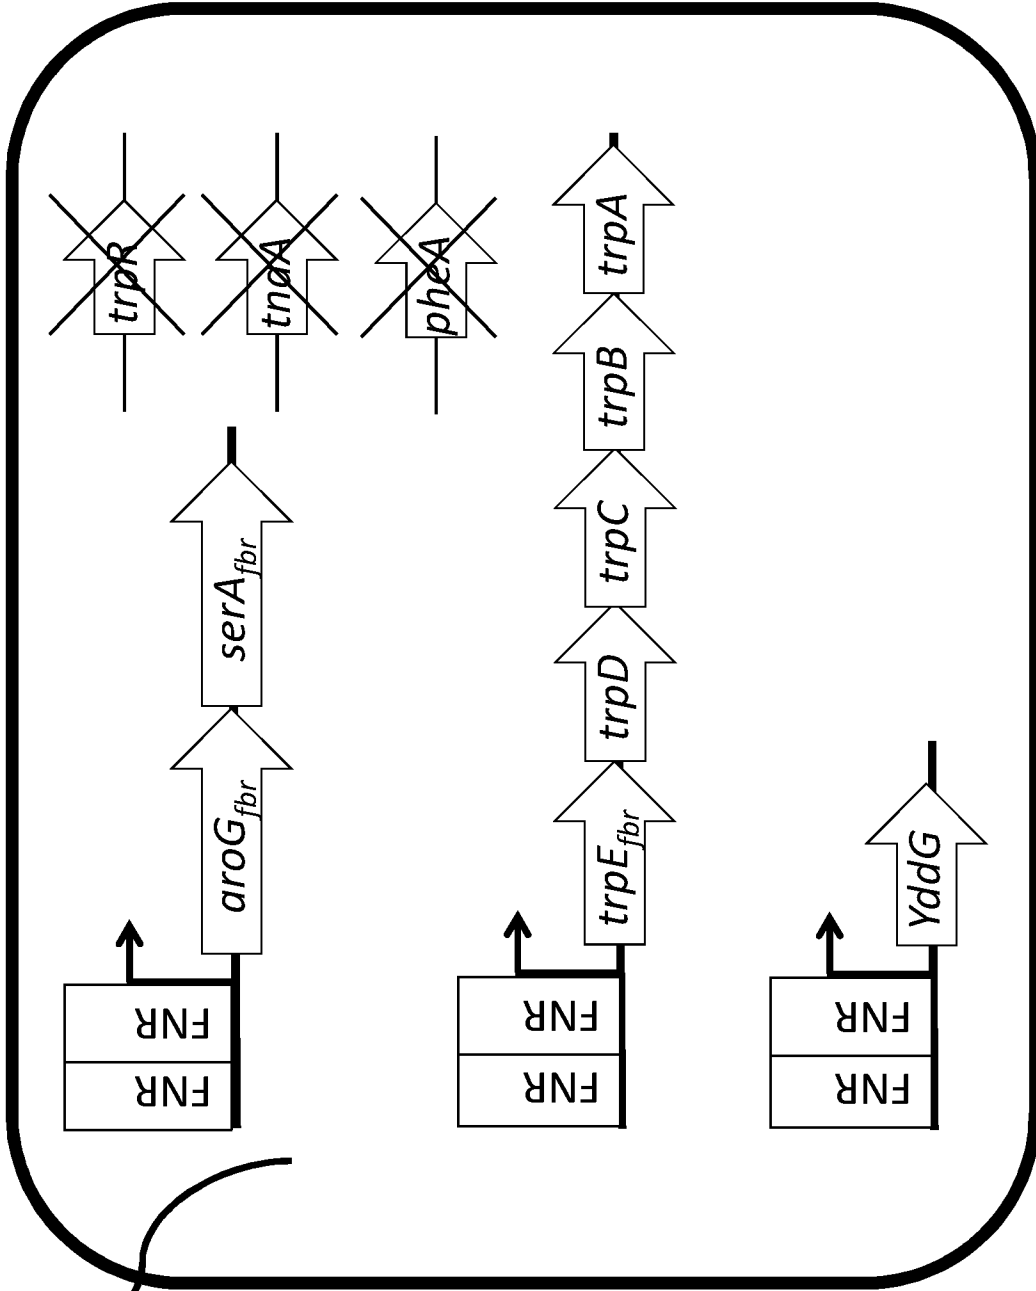 trpR
tnaA
pheA
aroGfbr
serAfbr
FNR FNR
trpEfbr
trpD
trpC
trpB
trpA
FNR FNR
YddG
FNR FNR